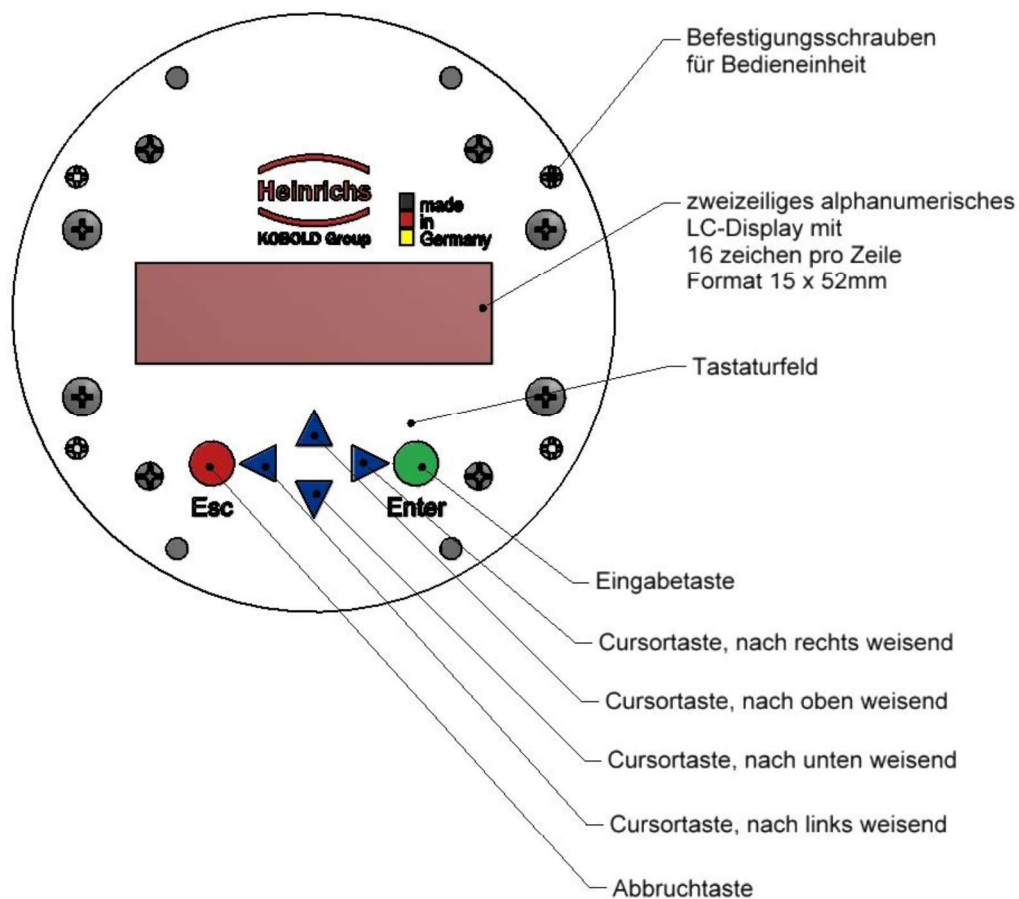 Befestigungsschrauben
für Bedieneinheit
Heinrichs
KOBOLD Group
made
in
Germany
zweizeiliges alphanumerisches
LC-Display mit
16 zeichen pro Zeile
Format 15 x 52mm
Tastaturfeld
Esc
Enter
Eingabetaste
Cursortaste, nach rechts weisend
Cursortaste, nach oben weisend
Cursortaste, nach unten weisend
Cursortaste, nach links weisend
Abbruchtaste